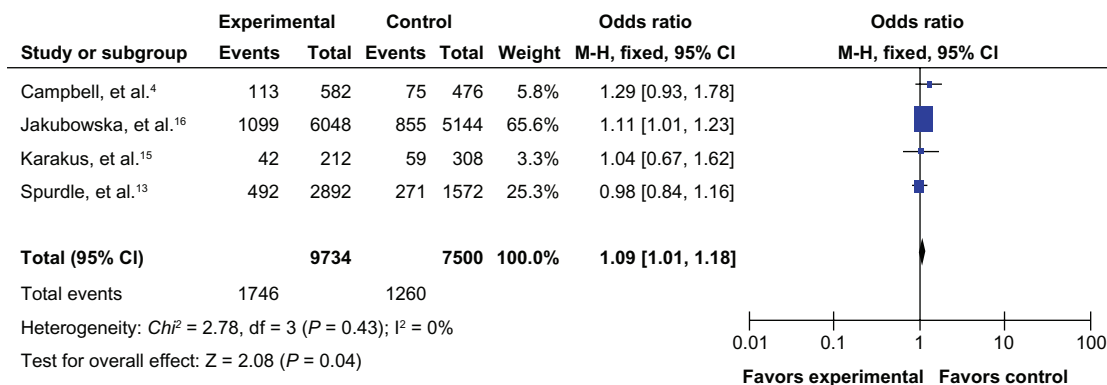 Experimental Control Odds ratio Odds ratio
Study or subgroup Events Total Events Total Weight M-H, fixed, 95% CI M-H, fixed, 95% CI
Campbell, et al.⁴ 113 582 75 476 5.8% 1.29 [0.93, 1.78]
Jakubowska, et al.¹⁶ 1099 6048 855 5144 65.6% 1.11 [1.01, 1.23]
Karakus, et al.¹⁵ 42 212 59 308 3.3% 1.04 [0.67, 1.62]
Spurdle, et al.¹³ 492 2892 271 1572 25.3% 0.98 [0.84, 1.16]
Total (95% CI) 9734 7500 100.0% 1.09 [1.01, 1.18]
Total events 1746 1260
Heterogeneity: Chi² = 2.78, df = 3 (P = 0.43); I² = 0%
Test for overall effect: Z = 2.08 (P = 0.04)
0.01 0.1 1 10 100
Favors experimental Favors control